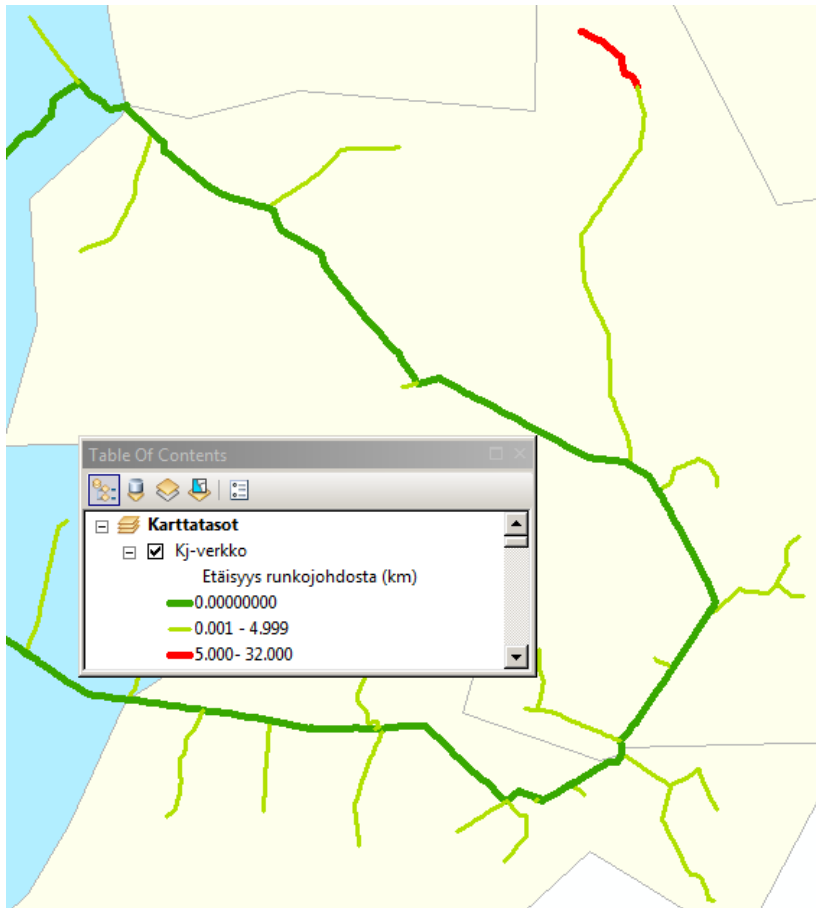 Table Of Contents
Karttatasot
Kj-verkko
Etäisyys runkojohdosta (km)
0.00000000
0.001 - 4.999
5.000- 32.000